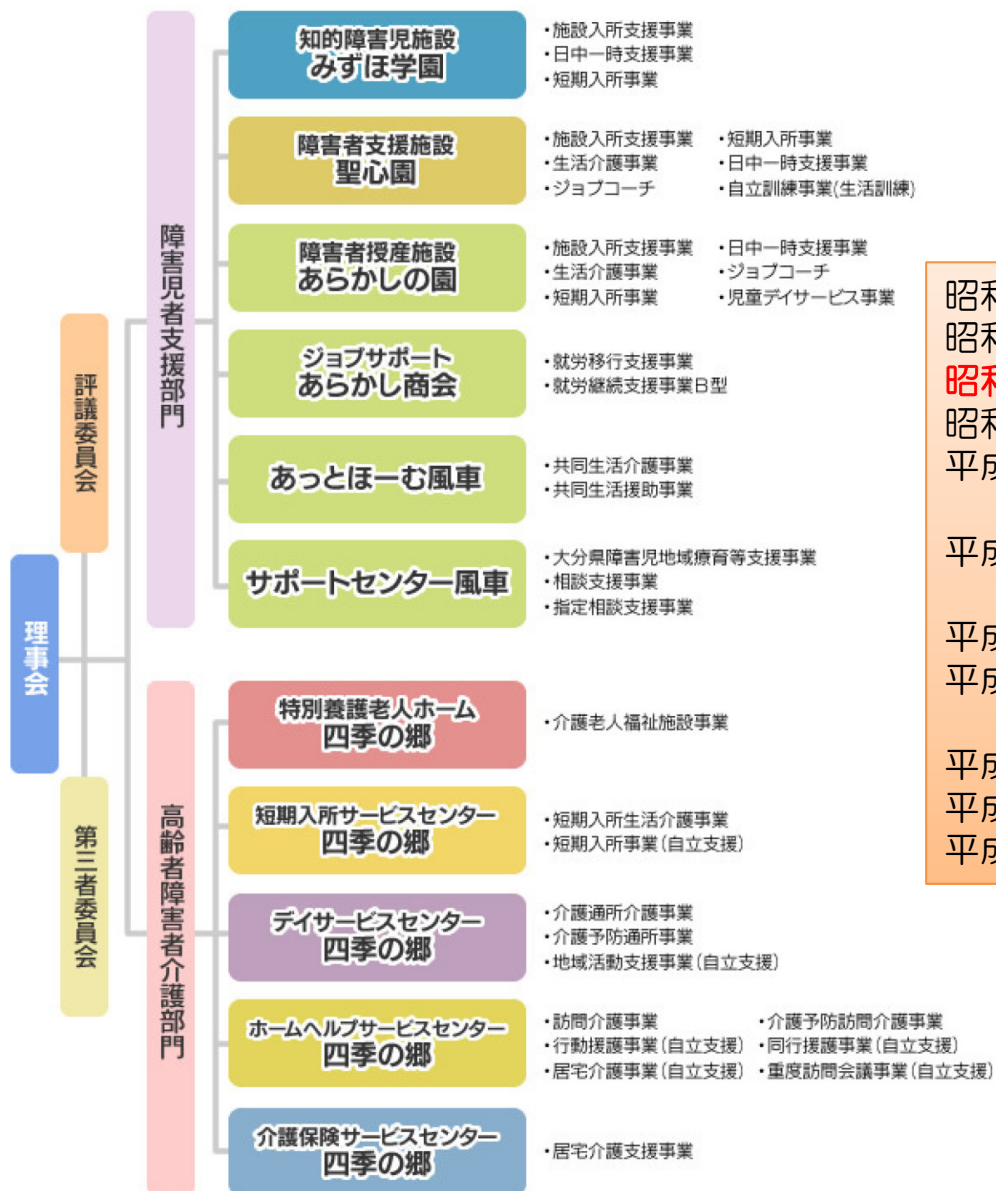 理事会
評議委員会
第三者委員会
障害児者支援部門
知的障害児施設
みずほ学園
・施設入所支援事業
・日中一時支援事業
・短期入所事業
障害者支援施設
聖心園
・施設入所支援事業 ・短期入所事業
・生活介護事業 ・日中一時支援事業
・ジョブコーチ ・自立訓練事業(生活訓練)
障害者授産施設
あらかしの園
・施設入所支援事業 ・日中一時支援事業
・生活介護事業 ・ジョブコーチ
・短期入所事業 ・児童デイサービス事業
ジョブサポート
あらかし商会
・就労移行支援事業
・就労継続支援事業B型
あっとほーむ風車
・共同生活介護事業
・共同生活援助事業
サポートセンター風車
・大分県障害児地域療育等支援事業
・相談支援事業
・指定相談支援事業
高齢者障害者介護部門
特別養護老人ホーム
四季の郷
・介護老人福祉施設事業
短期入所サービスセンター
四季の郷
・短期入所生活介護事業
・短期入所事業(自立支援)
デイサービスセンター
四季の郷
・介護通所介護事業
・介護予防通所事業
・地域活動支援事業(自立支援)
ホームヘルプサービスセンター
四季の郷
・訪問介護事業 ・介護予防訪問介護事業
・行動援護事業(自立支援) ・同行援護事業(自立支援)
・居宅介護事業(自立支援) ・重度訪問会議事業(自立支援)
介護保険サービスセンター
四季の郷
・居宅介護支援事業
昭和
昭和
昭和
昭和
平成
平成
平成
平成
平成
平成
平成